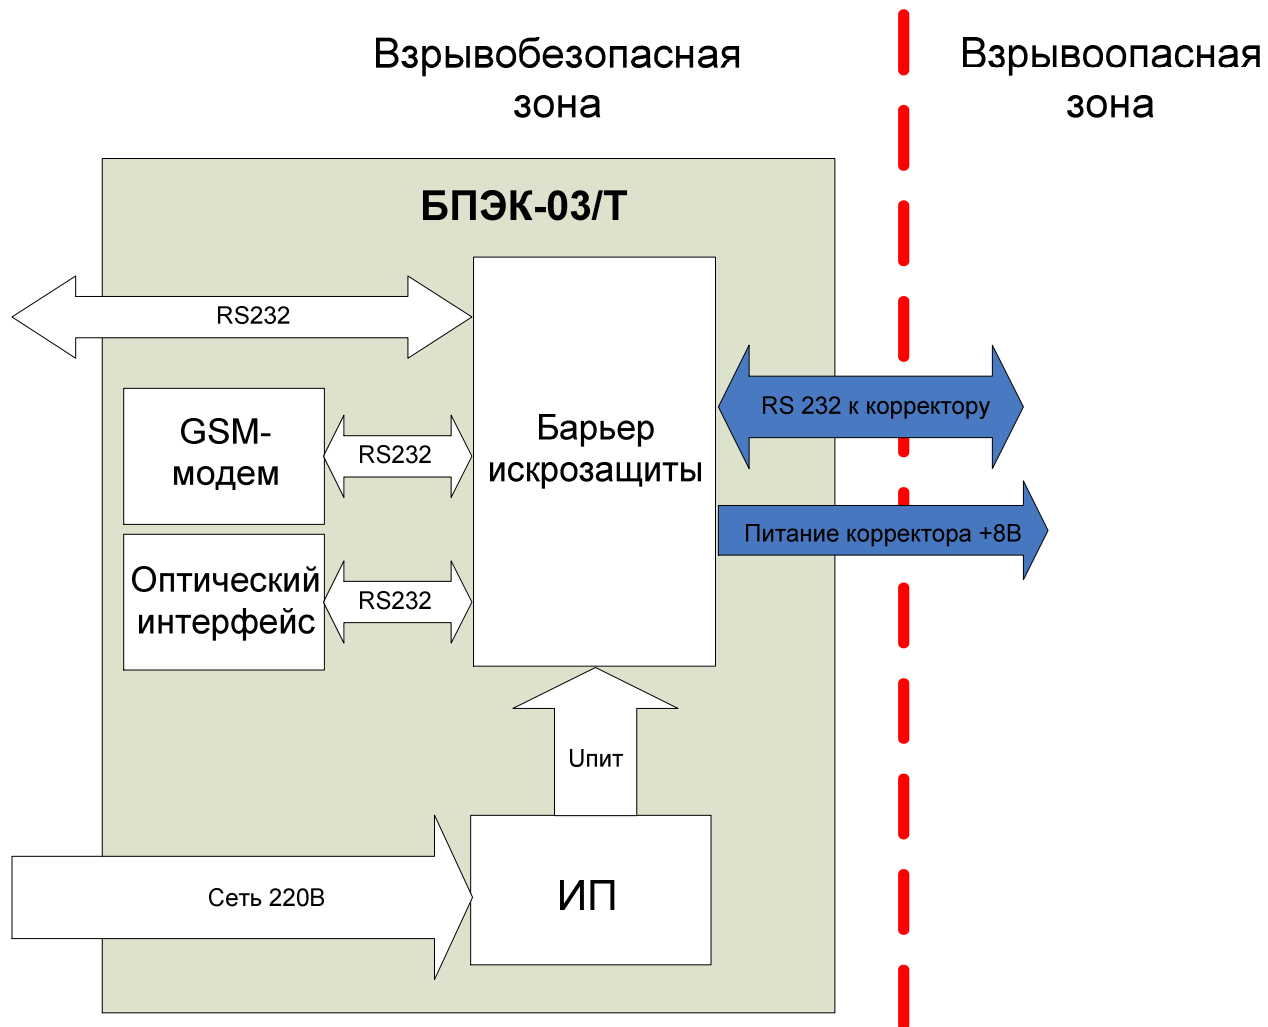 Взрывобезопасная
зона
Взрывоопасная
зона
БПЭК-03/Т
RS232
GSM-
модем
RS232
Барьер
искрозащиты
RS 232 к корректору
Питание корректора +8В
Оптический
интерфейс
RS232
Uпит
Сеть 220В
ИП